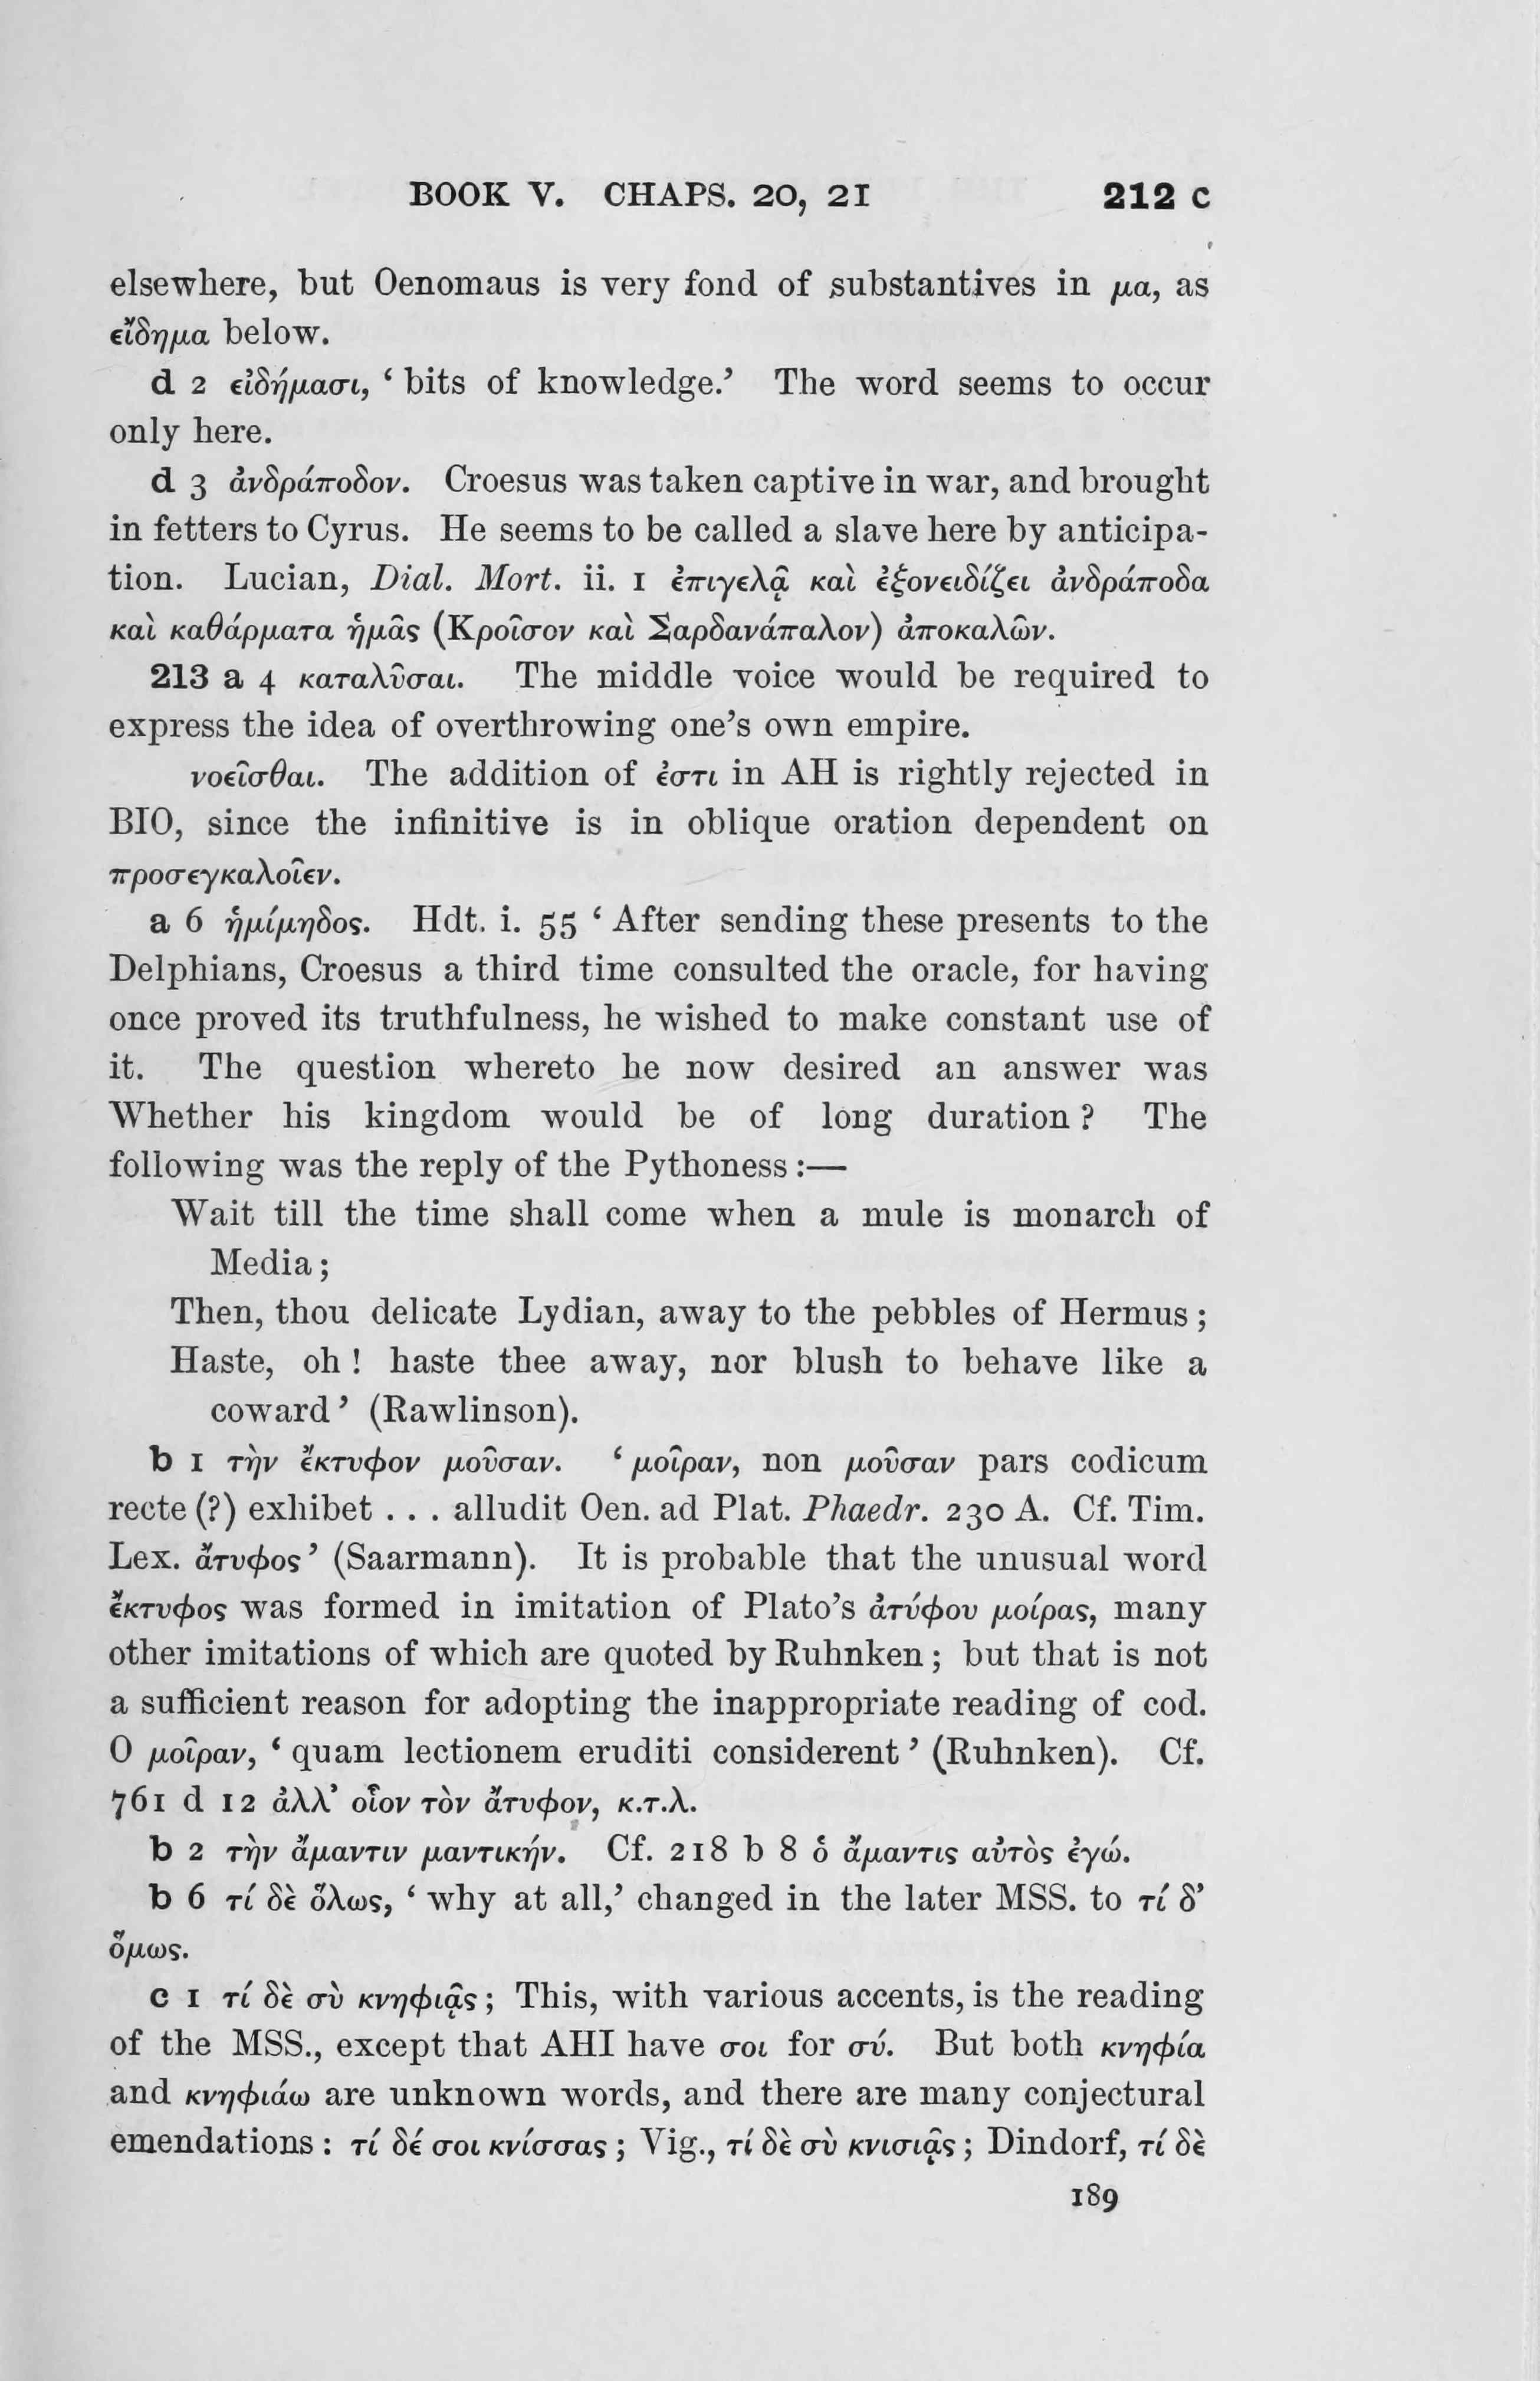 BOOK V. CHAPS. 20, 21 212 c
elsewhere, but Oenomaus is very fond of substantives in μα, as
εἴδημα below.
d 2 εἰδήμασι, ‘ bits of knowledge.’ The word seems to occur
only here.
d 3 ἀνδράποδον. Croesus was taken captive in war, and brought
in fetters to Cyrus. He seems to be called a slave here by anticipa-
tion. Lucian, Dial. Mort. ii. 1 ἐπιγελᾷ καὶ ἐξονειδίζει ἀνδράποδα
καὶ καθάρματα ἡμᾶς (Κροῖσον καὶ Σαρδανάπαλον) ἀποκαλῶν.
213 a 4 καταλῦσαι. The middle voice would be required to
express the idea of overthrowing one’s own empire.
νοεῖσθαι. The addition of ἐστι in AH is rightly rejected in
BIO, since the infinitive is in oblique oration dependent on
προσεγκαλοῖεν.
a 6 ἡμίμηδος. Hdt. i. 55 ‘ After sending these presents to the
Delphians, Croesus a third time consulted the oracle, for having
once proved its truthfulness, he wished to make constant use of
it. The question whereto he now desired an answer was
Whether his kingdom would be of long duration ? The
following was the reply of the Pythoness :—
Wait till the time shall come when a mule is monarch of
Media ;
Then, thou delicate Lydian, away to the pebbles of Hermus ;
Haste, oh ! haste thee away, nor blush to behave like a
coward ’ (Rawlinson).
b 1 τὴν ἔκτυφον μοῦσαν. ‘ μοῖραν, non μοῦσαν pars codicum
recte (?) exhibet . . . alludit Oen. ad Plat. Phaedr. 230 A. Cf. Tim.
Lex. ἄτυφος ’ (Saarmann). It is probable that the unusual word
ἔκτυφος was formed in imitation of Plato’s ἀτύφου μοίρας, many
other imitations of which are quoted by Ruhnken ; but that is not
a sufficient reason for adopting the inappropriate reading of cod.
O μοῖραν, ‘ quam lectionem eruditi considerent ’ (Ruhnken). Cf.
761 d 12 ἀλλ’ οἷον τὸν ἄτυφον, κ.τ.λ.
b 2 τὴν ἄμαντιν μαντικήν. Cf. 218 b 8 ὁ ἄμαντις αὐτὸς ἐγώ.
b 6 τί δὲ ὅλως, ‘ why at all,’ changed in the later MSS. to τί δ’
ὅμως.
c 1 τί δὲ σὺ κνηφιᾷς ; This, with various accents, is the reading
of the MSS., except that AHI have σοι for σύ. But both κνηφία
and κνηφιάω are unknown words, and there are many conjectural
emendations : τί δέ σοι κνίσσας ; Vig., τί δὲ σὺ κνισιᾷς ; Dindorf, τί δὲ
189